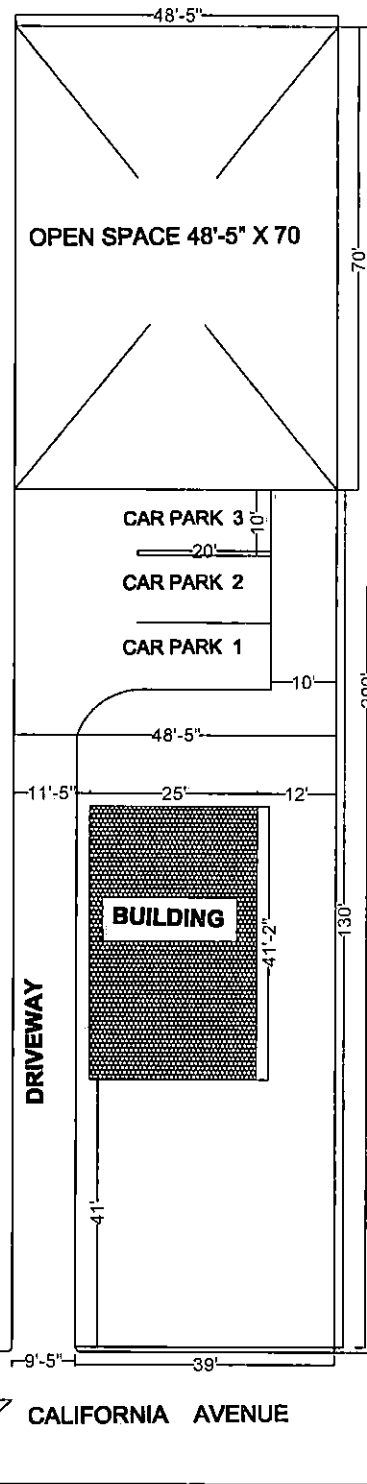 48'-5"
OPEN SPACE 48'-5" X 70
70'
CAR PARK 3
10'
20'
CAR PARK 2
CAR PARK 1
10'
48'-5"
11'-5" 25' 12'
BUILDING
41'-2"
130'
DRIVEWAY
41'
9'-5" 39'
CALIFORNIA AVENUE